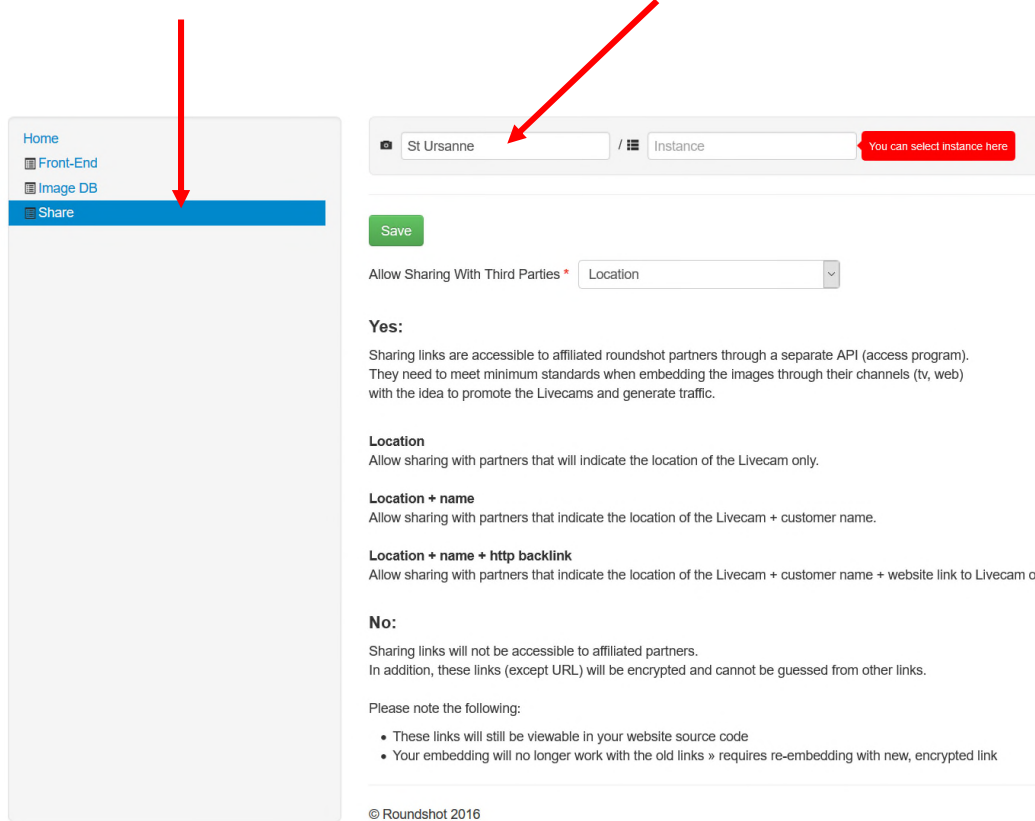 Home
Front-End
Image DB
Share
St Ursanne / Instance You can select instance here
Save
Allow Sharing With Third Parties * Location
Yes:
Sharing links are accessible to affiliated roundshot partners through a separate API (access program).
They need to meet minimum standards when embedding the images through their channels (tv, web)
with the idea to promote the Livecams and generate traffic.
Location
Allow sharing with partners that will indicate the location of the Livecam only.
Location + name
Allow sharing with partners that indicate the location of the Livecam + customer name.
Location + name + http backlink
Allow sharing with partners that indicate the location of the Livecam + customer name + website link to Livecam
No:
Sharing links will not be accessible to affiliated partners.
In addition, these links (except URL) will be encrypted and cannot be guessed from other links.
Please note the following:
• These links will still be viewable in your website source code
• Your embedding will no longer work with the old links » requires re-embedding with new, encrypted link
© Roundshot 2016